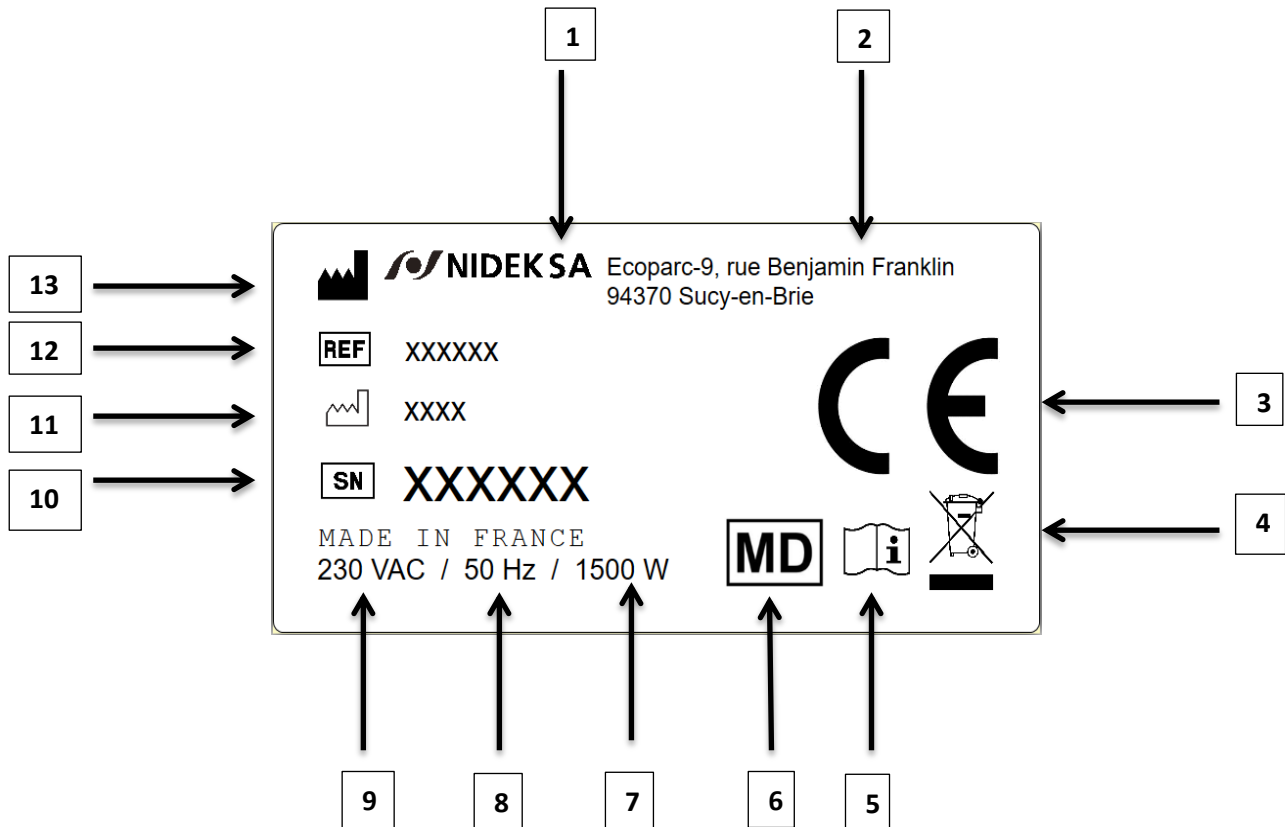 1
2
NIDEK SA
Ecoparc-9, rue Benjamin Franklin
94370 Sucy-en-Brie
13
12
REF XXXXXX
11
XXXX
3
10
SN XXXXXX
4
MADE IN FRANCE
230 VAC / 50 Hz / 1500 W
MD
i
9
8
7
6
5